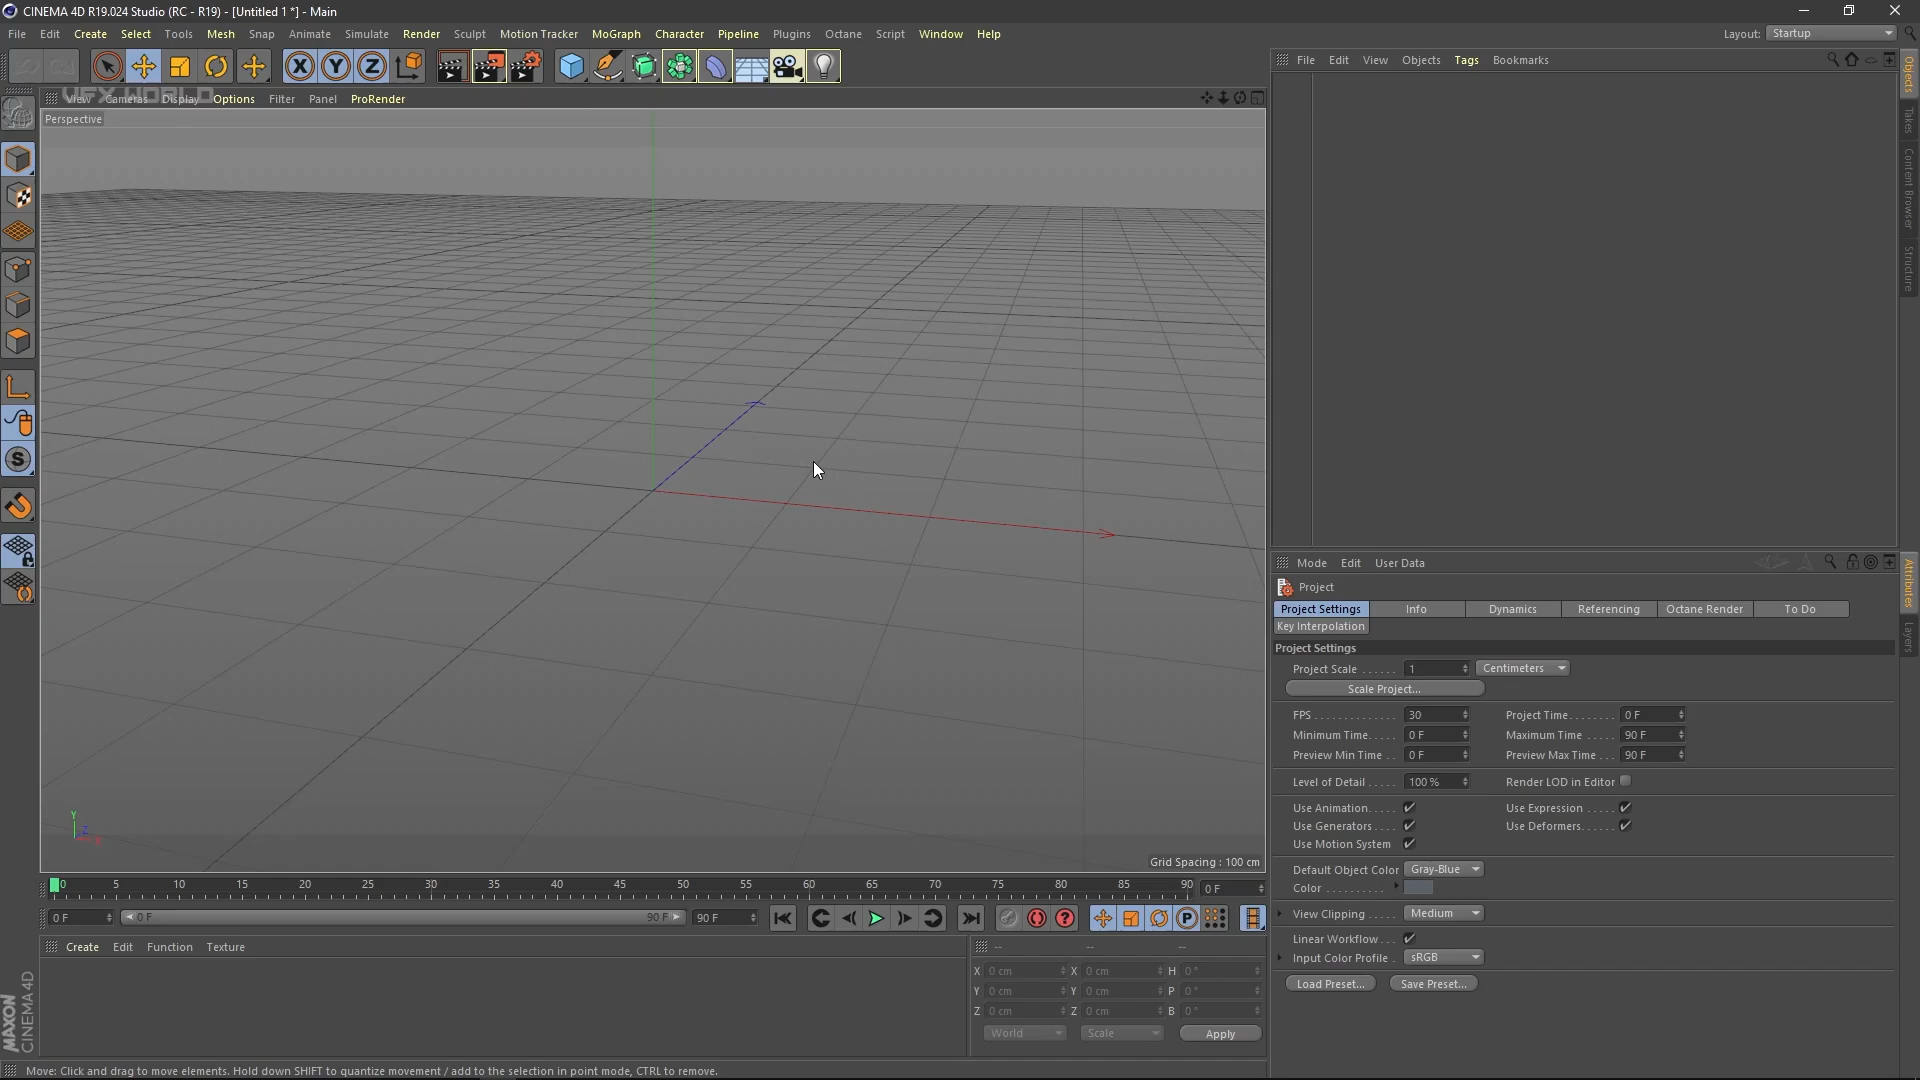 CINEMA 4D R19.024 Studio (RC - R19) - [Untitled 1 *] - Main
File Edit Create Select Tools Mesh Snap Animate Simulate Render Sculpt Motion Tracker MoGraph Character Pipeline Plugins Octane Script Window Help
Layout: Startup
X Y Z
VFX WORLD
View Cameras Display Options Filter Panel ProRender
Perspective
Y
Z
X
Grid Spacing : 100 cm
0 5 10 15 20 25 30 35 40 45 50 55 60 65 70 75 80 85 90 0 F
0 F 0 F 90 F 90 F
P
S
Create Edit Function Texture
-- -- --
X 0 cm X 0 cm H 0 °
Y 0 cm Y 0 cm P 0 °
Z 0 cm Z 0 cm B 0 °
World Scale Apply
MAXON
CINEMA 4D
Move: Click and drag to move elements. Hold down SHIFT to quantize movement / add to the selection in point mode, CTRL to remove.
File Edit View Objects Tags Bookmarks
Objects
Takes
Content Browser
Structure
Mode Edit User Data
Project
Project Settings Info Dynamics Referencing Octane Render To Do
Key Interpolation
Project Settings
Project Scale . . . . . . 1 Centimeters
Scale Project...
FPS . . . . . . . . . . . . . 30 Project Time. . . . . . . 0 F
Minimum Time. . . . . 0 F Maximum Time . . . . . 90 F
Preview Min Time . . 0 F Preview Max Time . . . 90 F
Level of Detail . . . . . 100 % Render LOD in Editor
Use Animation. . . . . Use Expression . . . . .
Use Generators . . . . Use Deformers. . . . . .
Use Motion System
Default Object Color Gray-Blue
Color . . . . . . . . . .
View Clipping . . . . . Medium
Linear Workflow . . .
Input Color Profile . sRGB
Load Preset... Save Preset...
Attributes
Layers